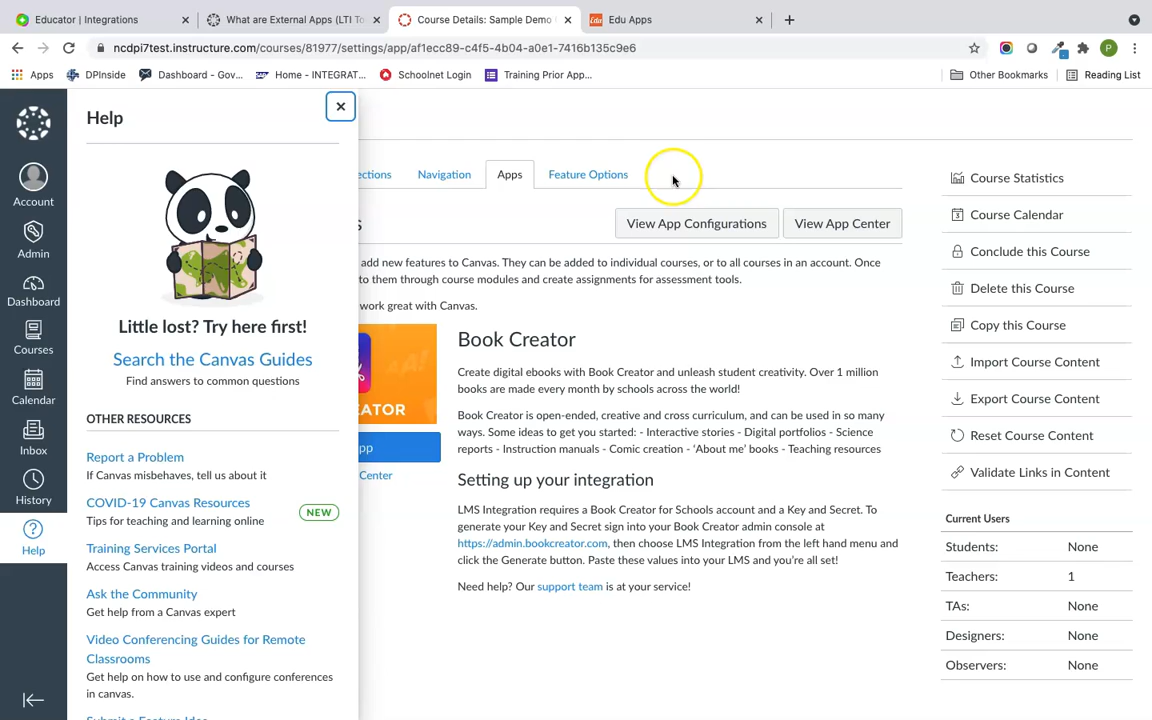 Educator | Integrations
What are External Apps (LTI To
Course Details: Sample Demo
Edu Apps
ncdpi7test.instructure.com/courses/81977/settings/app/af1ecc89-c4f5-4b04-a0e1-7416b135c9e6
P
Apps
DPInside
Dashboard - Gov...
Home - INTEGRAT...
Schoolnet Login
Training Prior App...
Other Bookmarks
Reading List
Account
Admin
Dashboard
Courses
Calendar
Inbox
History
Help
Help
Little lost? Try here first!
Search the Canvas Guides
Find answers to common questions
OTHER RESOURCES
Report a Problem
If Canvas misbehaves, tell us about it
COVID-19 Canvas Resources
NEW
Tips for teaching and learning online
Training Services Portal
Access Canvas training videos and courses
Ask the Community
Get help from a Canvas expert
Video Conferencing Guides for Remote
Classrooms
Get help on how to use and configure conferences
in canvas.
Submit a Feature Idea
ections
Navigation
Apps
Feature Options
s
View App Configurations
View App Center
add new features to Canvas. They can be added to individual courses, or to all courses in an account. Once
to them through course modules and create assignments for assessment tools.
work great with Canvas.
EATOR
pp
Center
Book Creator
Create digital ebooks with Book Creator and unleash student creativity. Over 1 million
books are made every month by schools across the world!
Book Creator is open-ended, creative and cross curriculum, and can be used in so many
ways. Some ideas to get you started: - Interactive stories - Digital portfolios - Science
reports - Instruction manuals - Comic creation - ‘About me’ books - Teaching resources
Setting up your integration
LMS Integration requires a Book Creator for Schools account and a Key and Secret. To
generate your Key and Secret sign into your Book Creator admin console at
https://admin.bookcreator.com, then choose LMS Integration from the left hand menu and
click the Generate button. Paste these values into your LMS and you're all set!
Need help? Our support team is at your service!
Course Statistics
Course Calendar
Conclude this Course
Delete this Course
Copy this Course
Import Course Content
Export Course Content
Reset Course Content
Validate Links in Content
Current Users
Students: None
Teachers: 1
TAs: None
Designers: None
Observers: None